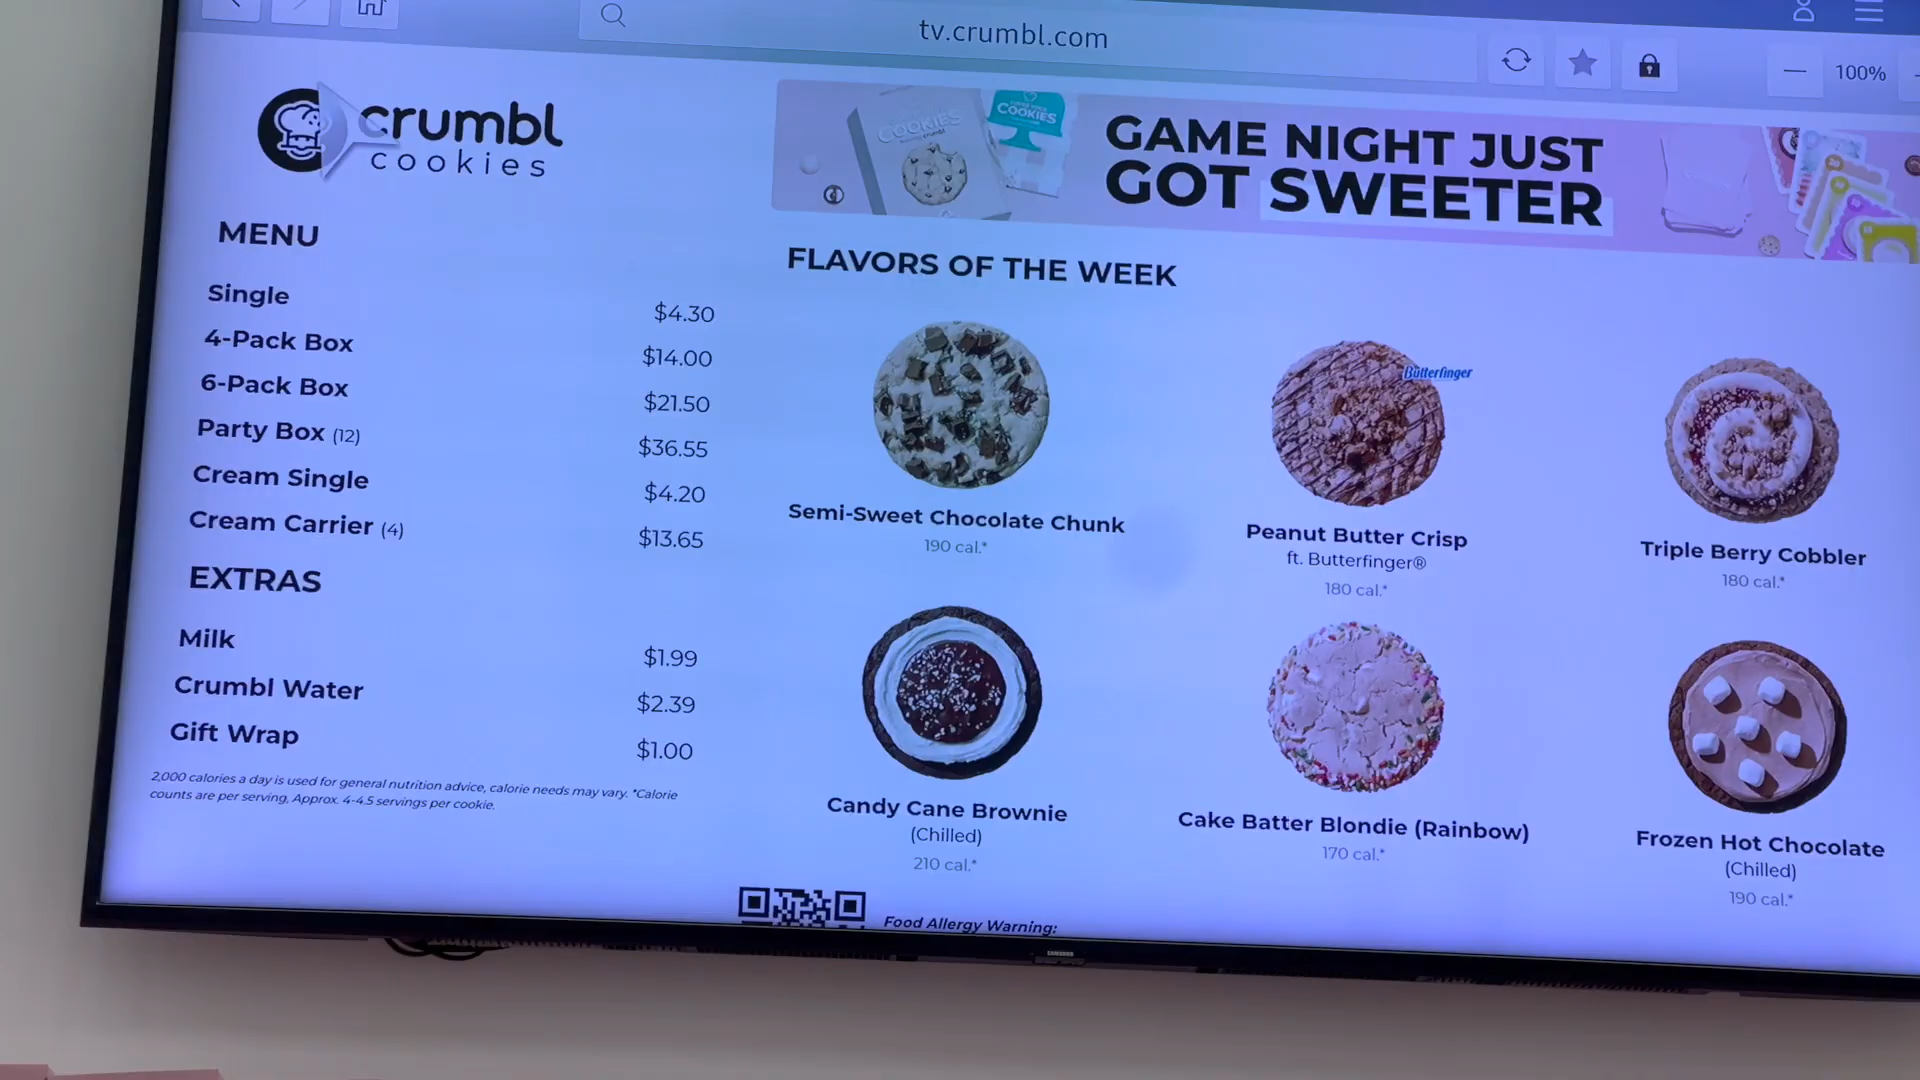 tv.crumbl.com
100%
crumbl
cookies
COOKIES
COOKIES
GAME NIGHT JUST
GOT SWEETER
MENU
Single $4.30
4-Pack Box $14.00
6-Pack Box $21.50
Party Box (12) $36.55
Cream Single $4.20
Cream Carrier (4) $13.65
EXTRAS
Milk $1.99
Crumbl Water $2.39
Gift Wrap $1.00
2,000 calories a day is used for general nutrition advice, calorie needs may vary. *Calorie
counts are per serving, Approx. 4-4.5 servings per cookie.
FLAVORS OF THE WEEK
Semi-Sweet Chocolate Chunk
190 cal.*
Butterfinger
Peanut Butter Crisp
ft. Butterfinger®
180 cal.*
Triple Berry Cobbler
180 cal.*
Candy Cane Brownie
(Chilled)
210 cal.*
Cake Batter Blondie (Rainbow)
170 cal.*
Frozen Hot Chocolate
(Chilled)
190 cal.*
Food Allergy Warning:
SAMSUNG